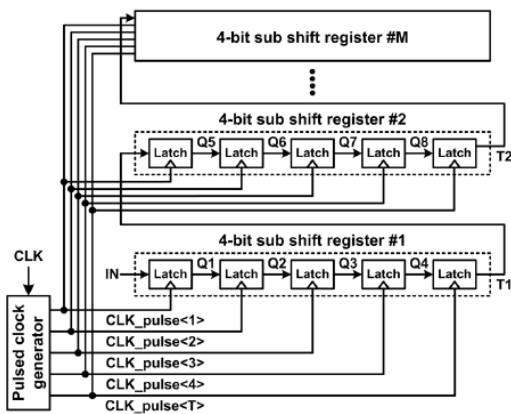 4-bit sub shift register #M
4-bit sub shift register #2
Latch Q5 Latch Q6 Latch Q7 Latch Q8 Latch
T2
4-bit sub shift register #1
CLK
IN Latch Q1 Latch Q2 Latch Q3 Latch Q4 Latch
T1
Pulsed clock
generator
CLK_pulse<1>
CLK_pulse<2>
CLK_pulse<3>
CLK_pulse<4>
CLK_pulse<T>